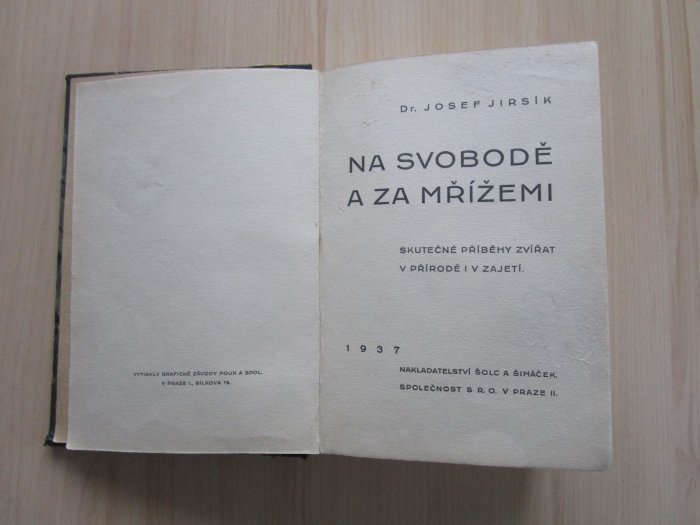 VYTISKLY GRAFICKÉ ZÁVODY POUR A SPOL.
V PRAZE I., BÍLKOVA 19.
Dr. JOSEF JIRSÍK
NA SVOBODĚ
A ZA MŘÍŽEMI
SKUTEČNÉ PŘÍBĚHY ZVÍŘAT
V PŘÍRODĚ I V ZAJETÍ.
1937
NAKLADATELSTVÍ ŠOLC A ŠIMÁČEK,
SPOLEČNOST S R. O. V PRAZE II.